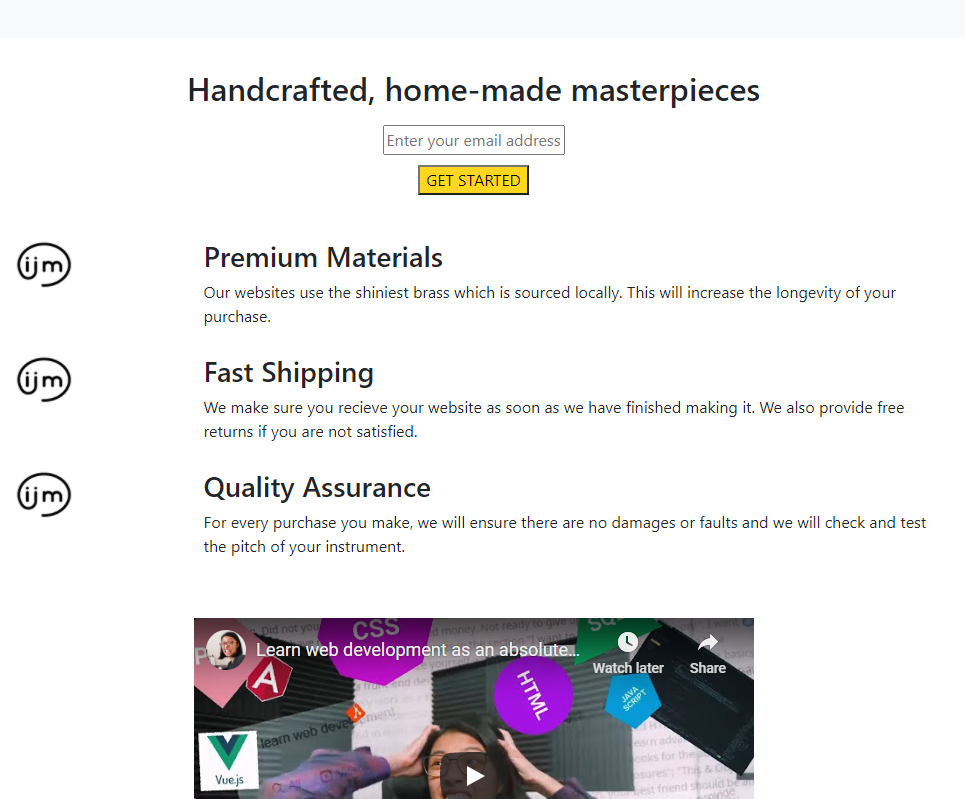 Handcrafted, home-made masterpieces
Enter your email address
GET STARTED
ijm
Premium Materials
Our websites use the shiniest brass which is sourced locally. This will increase the longevity of your
purchase.
ijm
Fast Shipping
We make sure you recieve your website as soon as we have finished making it. We also provide free
returns if you are not satisfied.
ijm
Quality Assurance
For every purchase you make, we will ensure there are no damages or faults and we will check and test
the pitch of your instrument.
Learn web development as an absolute...
Watch later
Share
CSS
A
HTML
JAVA
SCRIPT
learn web development
Vue.js